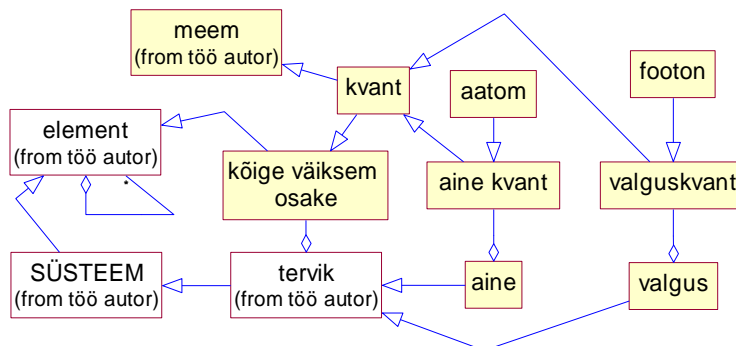 meem
(from töö autor)
kvant
aatom
footon
element
(from töö autor)
*
kõige väiksem
osake
aine kvant
valguskvant
SÜSTEEM
(from töö autor)
tervik
(from töö autor)
aine
valgus